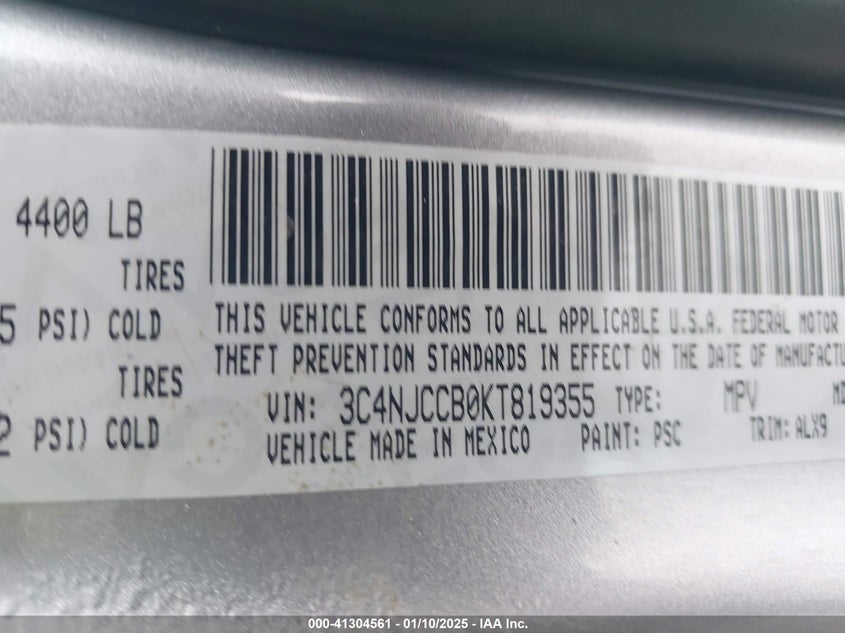 4400 LB
TIRES
5 PSI) COLD
TIRES
2 PSI) COLD
THIS VEHICLE CONFORMS TO ALL APPLICABLE U.S.A. FEDERAL MOTOR
THEFT PREVENTION STANDARDS IN EFFECT ON THE DATE OF MANUFACTU
VIN: 3C4NJCCB0KT819355 TYPE: MPV MD
VEHICLE MADE IN MEXICO PAINT: PSC TRIM: ALX9
000-41304561 - 01/10/2025 - IAA Inc.